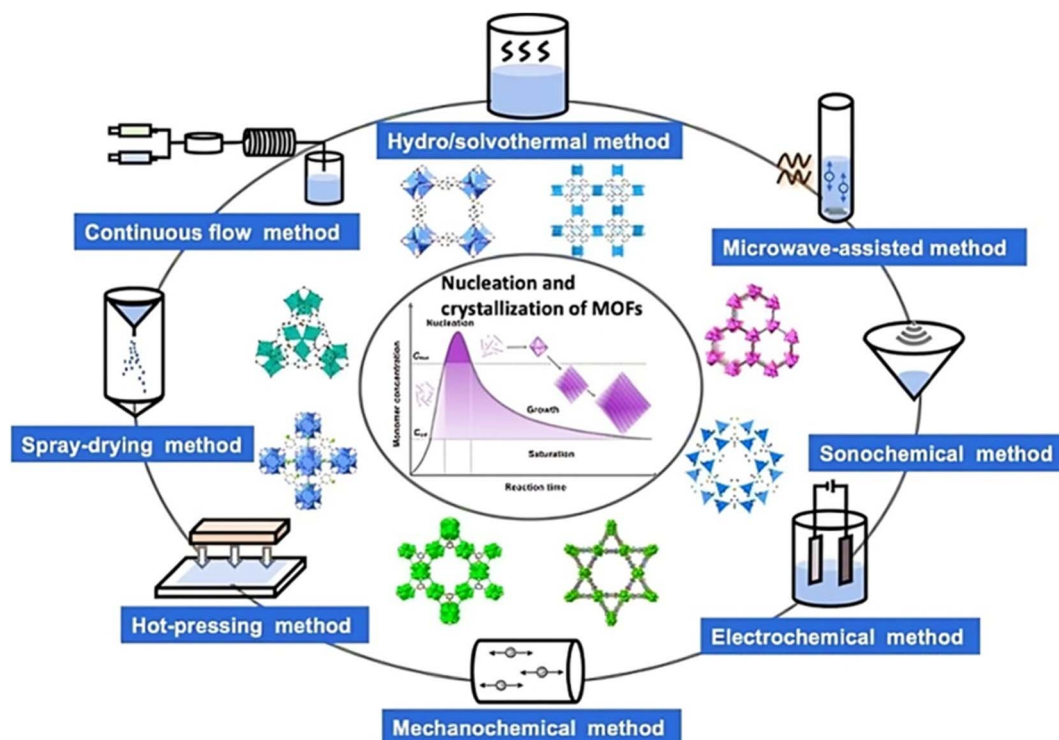 Hydro/solvothermal method
Continuous flow method
Microwave-assisted method
Nucleation and
crystallization of MOFs
Nucleation
Monomer concentration
Growth
Saturation
Reaction time
Spray-drying method
Sonochemical method
Hot-pressing method
Electrochemical method
Mechanochemical method